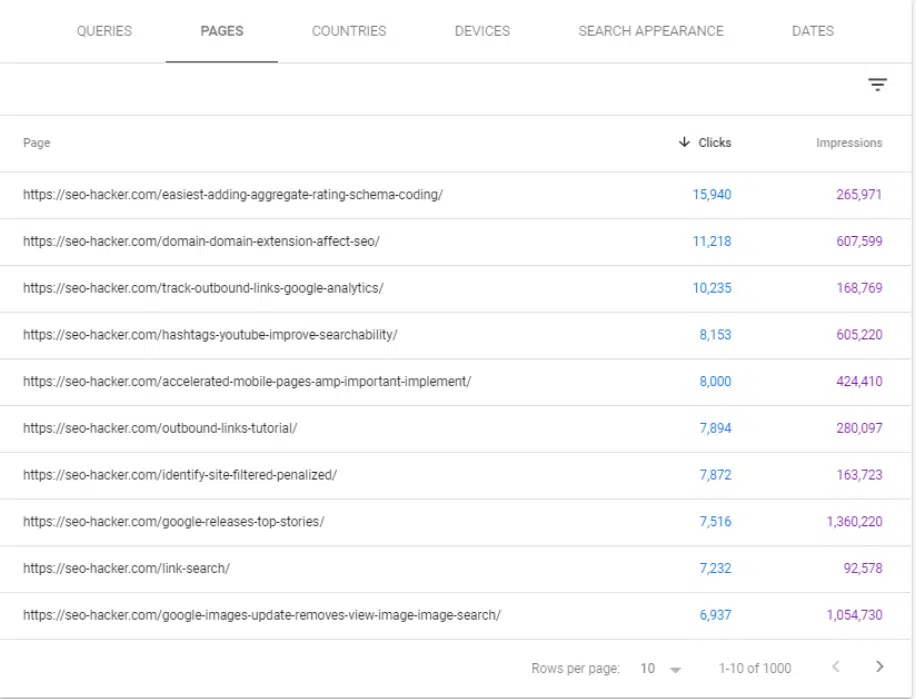 QUERIES PAGES COUNTRIES DEVICES SEARCH APPEARANCE DATES
Page Clicks Impressions
https://seo-hacker.com/easiest-adding-aggregate-rating-schema-coding/ 15,940 265,971
https://seo-hacker.com/domain-domain-extension-affect-seo/ 11,218 607,599
https://seo-hacker.com/track-outbound-links-google-analytics/ 10,235 168,769
https://seo-hacker.com/hashtags-youtube-improve-searchability/ 8,153 605,220
https://seo-hacker.com/accelerated-mobile-pages-amp-important-implement/ 8,000 424,410
https://seo-hacker.com/outbound-links-tutorial/ 7,894 280,097
https://seo-hacker.com/identify-site-filtered-penalized/ 7,872 163,723
https://seo-hacker.com/google-releases-top-stories/ 7,516 1,360,220
https://seo-hacker.com/link-search/ 7,232 92,578
https://seo-hacker.com/google-images-update-removes-view-image-image-search/ 6,937 1,054,730
Rows per page: 10 1-10 of 1000